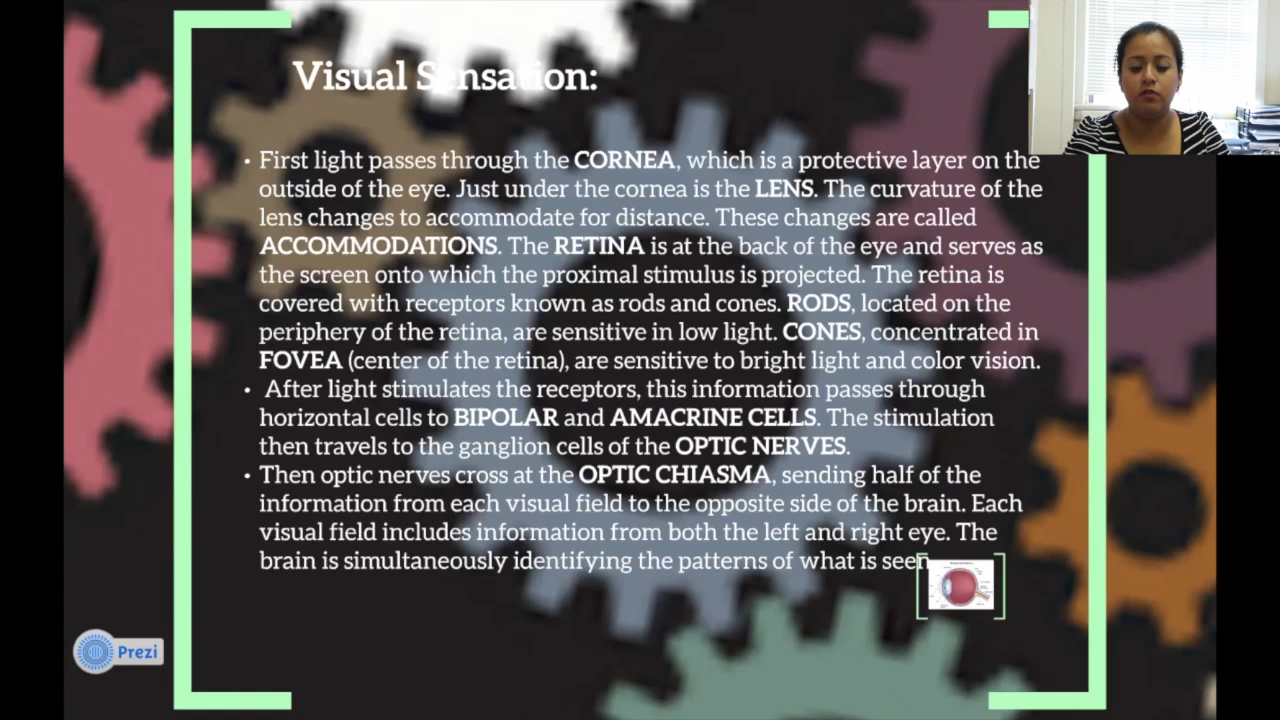 Visual Sensation:
• First light passes through the CORNEA, which is a protective layer on the
outside of the eye. Just under the cornea is the LENS. The curvature of the
lens changes to accommodate for distance. These changes are called
ACCOMMODATIONS. The RETINA is at the back of the eye and serves as
the screen onto which the proximal stimulus is projected. The retina is
covered with receptors known as rods and cones. RODS, located on the
periphery of the retina, are sensitive in low light. CONES, concentrated in
FOVEA (center of the retina), are sensitive to bright light and color vision.
• After light stimulates the receptors, this information passes through
horizontal cells to BIPOLAR and AMACRINE CELLS. The stimulation
then travels to the ganglion cells of the OPTIC NERVES.
• Then optic nerves cross at the OPTIC CHIASMA, sending half of the
information from each visual field to the opposite side of the brain. Each
visual field includes information from both the left and right eye. The
brain is simultaneously identifying the patterns of what is seen
Prezi